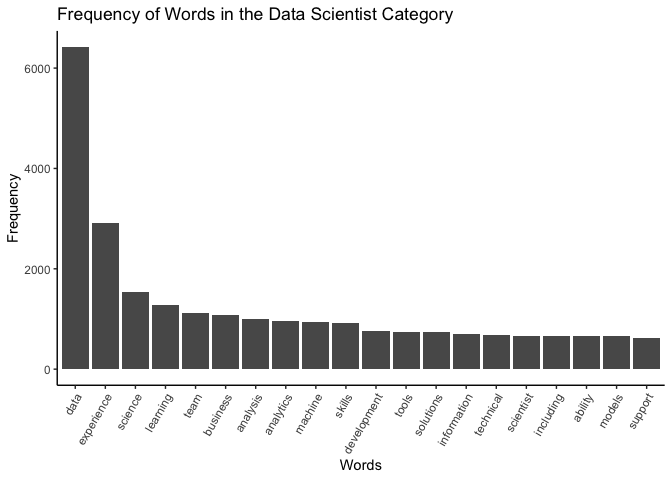 Frequency of Words in the Data Scientist Category
Frequency
6000
4000
2000
0
data
experience
science
learning
team
business
analysis
analytics
machine
skills
development
tools
solutions
information
technical
scientist
including
ability
models
support
Words